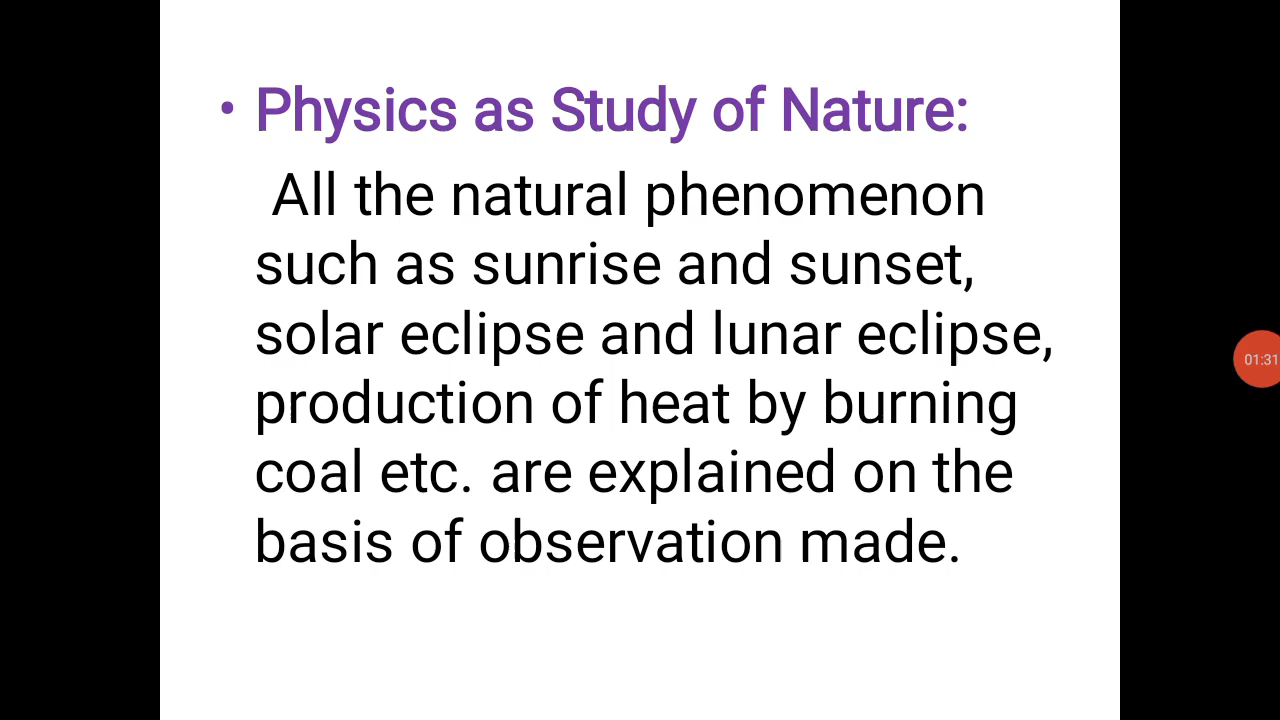 • Physics as Study of Nature:
All the natural phenomenon
such as sunrise and sunset,
solar eclipse and lunar eclipse,
production of heat by burning
coal etc. are explained on the
basis of observation made.
01:31